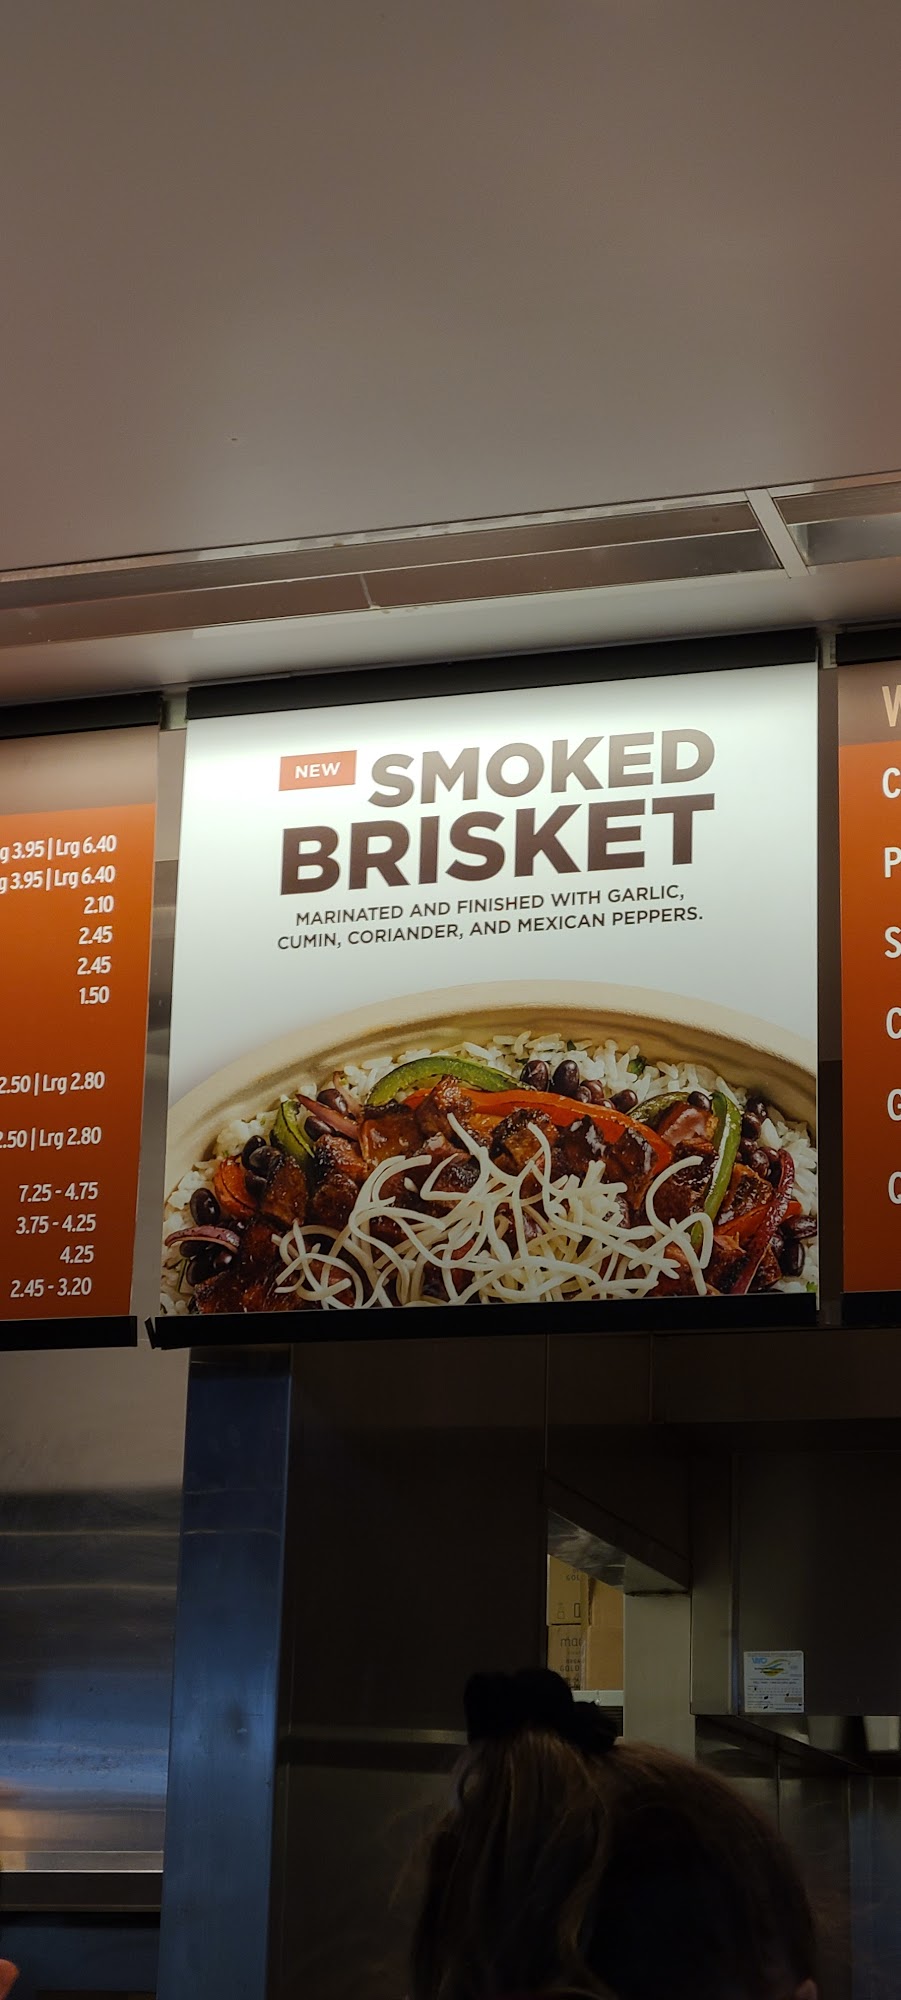 3.95 | Lrg 6.40
3.95 | Lrg 6.40
2.10
2.45
2.45
1.50
2.50 | Lrg 2.80
2.50 | Lrg 2.80
7.25 - 4.75
3.75 - 4.25
4.25
2.45 - 3.20
NEW SMOKED
BRISKET
MARINATED AND FINISHED WITH GARLIC,
CUMIN, CORIANDER, AND MEXICAN PEPPERS.
C
P
S
C
G